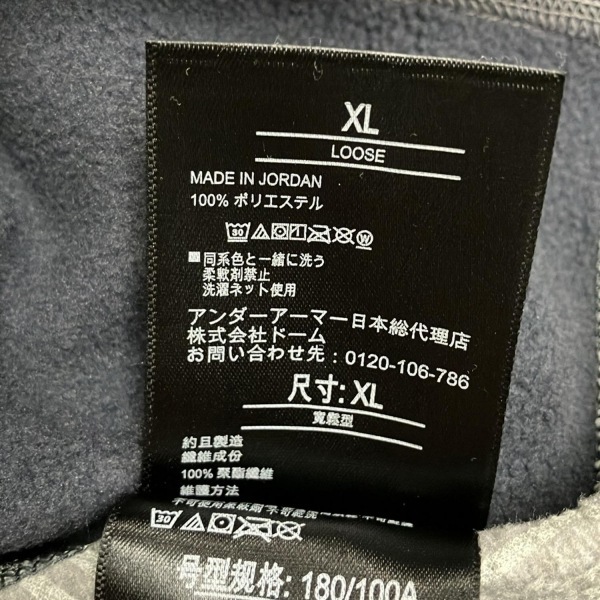 XL
LOOSE
MADE IN JORDAN
100% ポリエステル
30 W
同系色と一緒に洗う
柔軟剤禁止
洗濯ネット使用
アンダーアーマー日本総代理店
株式会社ドーム
お問い合わせ先：0120-106-786
尺寸: XL
寬鬆型
約旦製造
纖維成份
100% 聚酯纖維
維護方法
30
号型规格: 180/100A